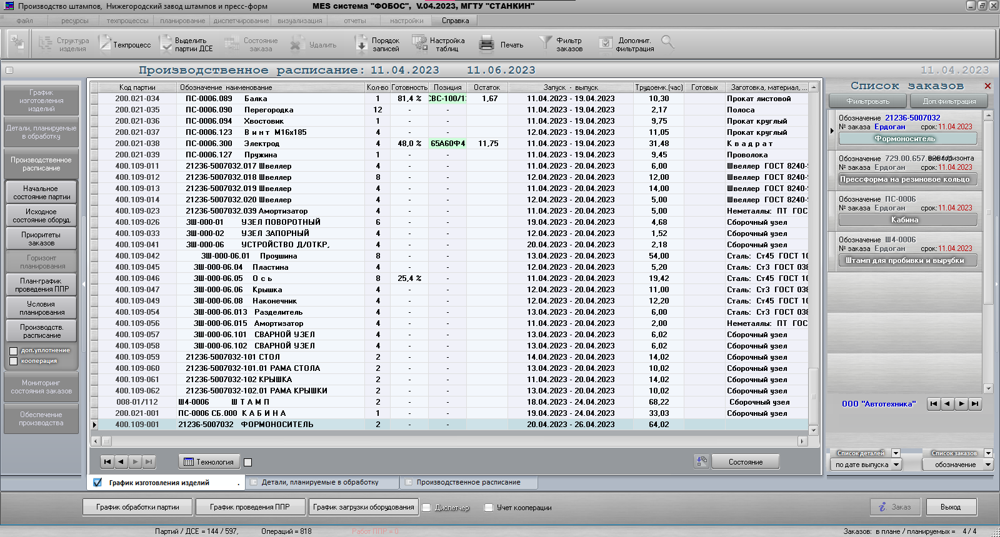 Производство штампов, Нижегородский завод штампов и пресс-форм
MES система "ФОБОС", V.04.2023, МГТУ "СТАНКИН"
файл ресурсы техпроцессы планирование диспетчирование визуализация отчеты настройки Справка
Структура изделия
Техпроцесс
Выделить партии ДСЕ
Состояние заказа
Удалить
Порядок записей
Настройка таблиц
Печать
Фильтр заказов
Дополнит. фильтрация
Производственное расписание: 11.04.2023 11.06.2023
11.04.2023
График изготовления изделий
Детали, планируемые в обработку
Производственное расписание
Начальное состояние партии
Исходное состояние оборуд.
Приоритеты заказов
Горизонт планирования
План-график проведения ППР
Условия планирования
Производств. расписание
доп.уплотнение
кооперация
Мониторинг состояния заказов
Обеспечение производства
Код партии Обозначение наименование Кол-во Готовность Позиция Остаток Запуск - выпуск Трудоемк.(час) Готовых Заготовка, материал, ...
200.021-034 ПС-0006.089 Балка 1 81,4 % СВС-100/1 1,67 11.04.2023 - 19.04.2023 10,30 Прокат листовой
200.021-035 ПС-0006.090 Перегородка 12 - - 11.04.2023 - 19.04.2023 2,17 Полоса
200.021-036 ПС-0006.094 Хвостовик 1 - - 11.04.2023 - 19.04.2023 9,75 Прокат круглый
200.021-037 ПС-0006.123 В и н т М16х185 4 - - 12.04.2023 - 19.04.2023 11,05 Прокат круглый
200.021-038 ПС-0006.300 Электрод 4 48,0 % 65А60Ф4 11,75 11.04.2023 - 19.04.2023 31,48 К в а д р а т
200.021-039 ПС-0006.127 Пружина 1 - - 11.04.2023 - 19.04.2023 9,45 Проволока
400.109-011 21236-5007032.017 Швеллер 4 - - 11.04.2023 - 20.04.2023 6,00 Швеллер ГОСТ 8240-
400.109-012 21236-5007032.018 Швеллер 8 - - 12.04.2023 - 20.04.2023 12,00 Швеллер ГОСТ 8240-
400.109-013 21236-5007032.019 Швеллер 4 - - 11.04.2023 - 20.04.2023 14,00 Швеллер ГОСТ 8240-
400.109-014 21236-5007032.020 Швеллер 4 - - 12.04.2023 - 20.04.2023 5,00 Швеллер ГОСТ 8240-
400.109-023 21236-5007032.039 Амортизатор 4 - - 11.04.2023 - 20.04.2023 5,00 Неметаллы: ПТ ГОС
400.109-026 ЗШ-000-01 УЗЕЛ ПОВОРОТНЫЙ 6 - - 19.04.2023 - 20.04.2023 4,68 Сборочный узел
400.109-033 ЗШ-000-02 УЗЕЛ ЗАПОРНЫЙ 4 - - 19.04.2023 - 20.04.2023 1,52 Сборочный узел
400.109-041 ЗШ-000-06 УСТРОЙСТВО Д/ОТКР, 4 - - 20.04.2023 - 20.04.2023 2,18 Сборочный узел
400.109-042 ЗШ-000-06.01 Проушина 8 - - 13.04.2023 - 20.04.2023 54,00 Сталь: Ст45 ГОСТ 10
400.109-045 ЗШ-000-06.04 Пластина 4 - - 12.04.2023 - 20.04.2023 5,20 Сталь: Ст3 ГОСТ 038
400.109-046 ЗШ-000-06.05 О с ь 8 25,4 % - 11.04.2023 - 20.04.2023 19,42 Сталь: Ст45 ГОСТ 10
400.109-047 ЗШ-000-06.06 Крышка 4 - - 12.04.2023 - 20.04.2023 11,00 Сталь: Ст3 ГОСТ 038
400.109-049 ЗШ-000-06.08 Наконечник 4 - - 12.04.2023 - 20.04.2023 12,20 Сталь: Ст45 ГОСТ 10
400.109-054 ЗШ-000-06.013 Разделитель 4 - - 13.04.2023 - 20.04.2023 6,00 Сталь: Ст3 ГОСТ 038
400.109-056 ЗШ-000-06.015 Амортизатор 4 - - 11.04.2023 - 20.04.2023 2,00 Неметаллы: ПТ ГОС
400.109-057 ЗШ-000-06.101 СВАРНОЙ УЗЕЛ 4 - - 13.04.2023 - 20.04.2023 6,02 Сборочный узел
400.109-058 ЗШ-000-06.102 СВАРНОЙ УЗЕЛ 4 - - 13.04.2023 - 20.04.2023 6,02 Сборочный узел
400.109-059 21236-5007032-101 СТОЛ 2 - - 14.04.2023 - 20.04.2023 14,02 Сборочный узел
400.109-060 21236-5007032-101.01 РАМА СТОЛА 2 - - 13.04.2023 - 20.04.2023 10,02 Сборочный узел
400.109-061 21236-5007032-102 КРЫШКА 2 - - 11.04.2023 - 20.04.2023 14,02 Сборочный узел
400.109-062 21236-5007032-102.01 РАМА КРЫШКИ 2 - - 13.04.2023 - 20.04.2023 10,02 Сборочный узел
008-01/112 Ш4-0006 Ш Т А М П 2 - - 18.04.2023 - 24.04.2023 68,22 Сборочный узел
200.021-001 ПС-0006 СБ.000 К А Б И Н А 1 - - 19.04.2023 - 24.04.2023 33,03 Сборочный узел
400.109-001 21236-5007032 ФОРМОНОСИТЕЛЬ 2 - - 20.04.2023 - 26.04.2023 64,02
Технология
Состояние
График изготовления изделий .
Детали, планируемые в обработку
Производственное расписание
Список заказов
Фильтровать Доп.фильтрация
Обозначение 21236-5007032
№ заказа Ердоган срок: 11.04.2023
Формоноситель
Обозначение 729.00.657.
№ заказа Ердоган срок: 11.04.2023
Прессформа на резиновое кольцо
Обозначение ПС-0006
№ заказа Ердоган срок: 11.04.2023
Кабина
Обозначение Ш4-0006
№ заказа Ердоган срок: 11.04.2023
Штамп для пробивки и вырубки
ООО "Автотехника"
Список деталей Список заказов
по дате выпуска обозначение
График обработки партии
График проведения ППР
График загрузки оборудования
Диспетчер
Учет кооперации
Заказ
Выход
Партий / ДСЕ = 144 / 597, Операций = 818 Работ ППР = 0 Заказов: в плане / планируемых = 4 / 4